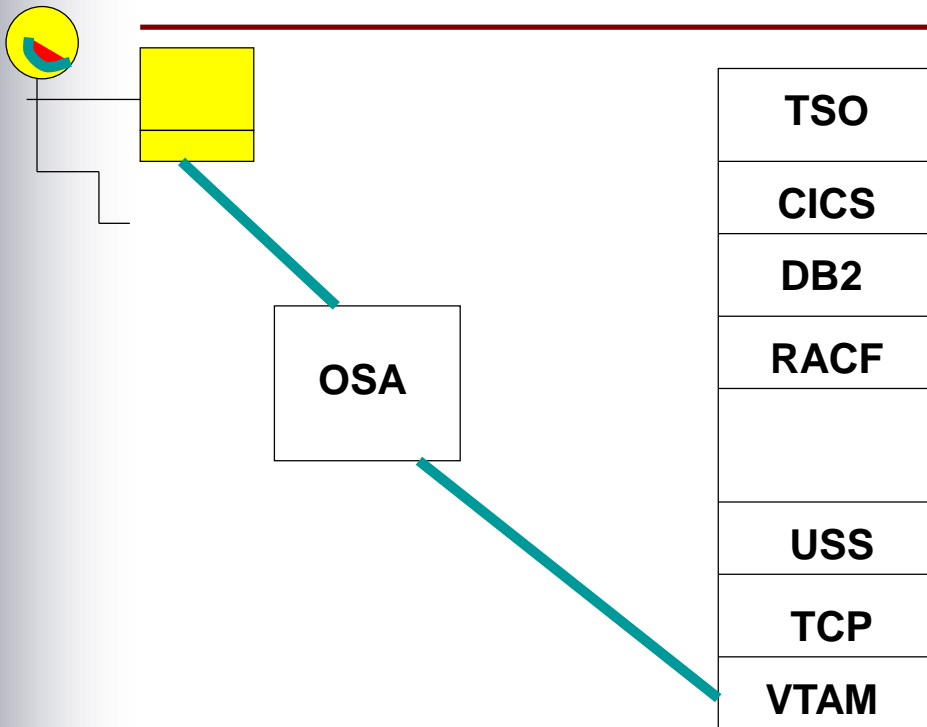 TSO
CICS
DB2
RACF
OSA
USS
TCP
VTAM